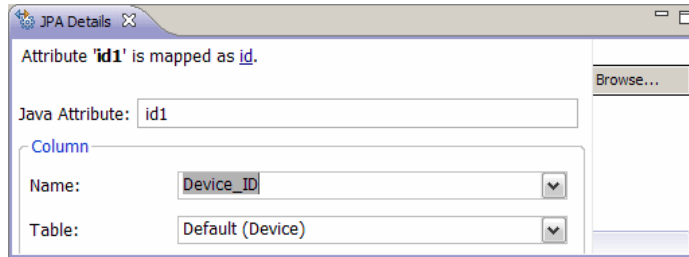 JPA Details
Attribute 'id1' is mapped as id.
Browse...
Java Attribute: id1
Column
Name: Device_ID
Table: Default (Device)